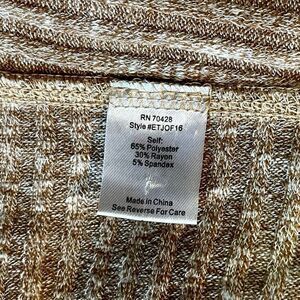 RN 70428
Style #ETJOF16
Self:
65% Polyester
30% Rayon
5% Spandex
Made in China
See Reverse For Care